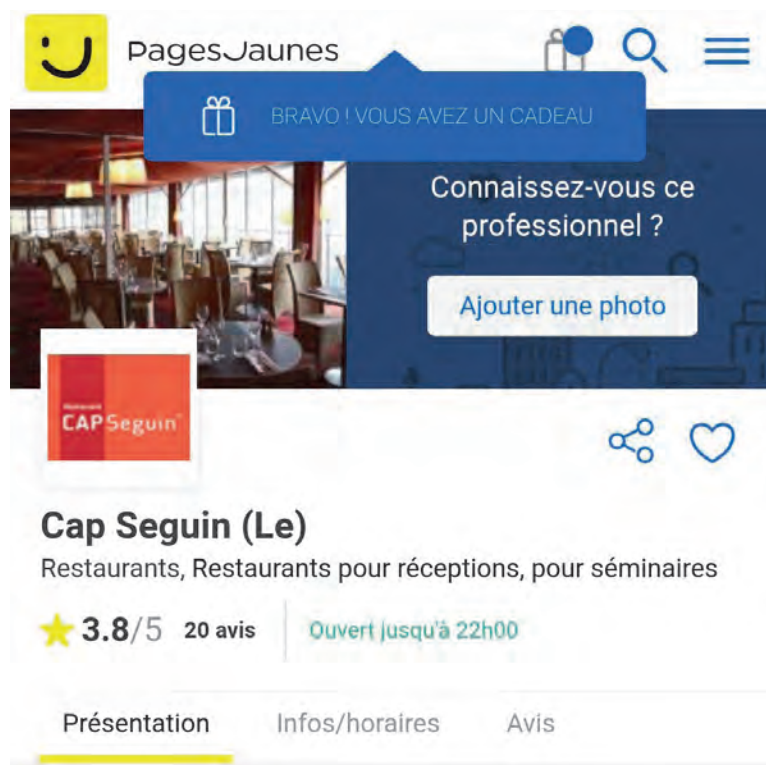 PagesJaunes
BRAVO ! VOUS AVEZ UN CADEAU
Connaissez-vous ce
professionnel ?
Ajouter une photo
CAP Seguin
Cap Seguin (Le)
Restaurants, Restaurants pour réceptions, pour séminaires
3.8/5 20 avis Ouvert jusqu'à 22h00
Présentation Infos/horaires Avis